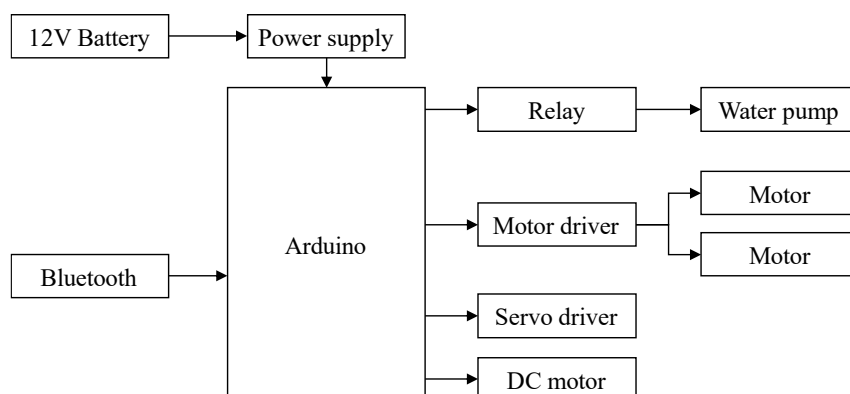 12V Battery
Power supply
Relay
Water pump
Motor
Arduino
Motor driver
Motor
Bluetooth
Servo driver
DC motor